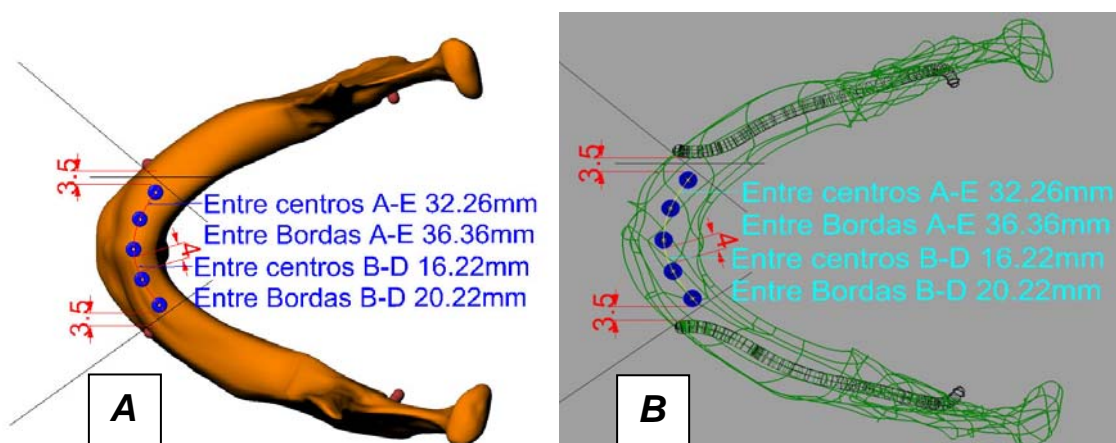 3.5
Entre centros A-E 32.26mm
Entre Bordas A-E 36.36mm
4
Entre centros B-D 16.22mm
Entre Bordas B-D 20.22mm
3.5
A
3.5
Entre centros A-E 32.26mm
Entre Bordas A-E 36.36mm
4
Entre centros B-D 16.22mm
Entre Bordas B-D 20.22mm
3.5
B